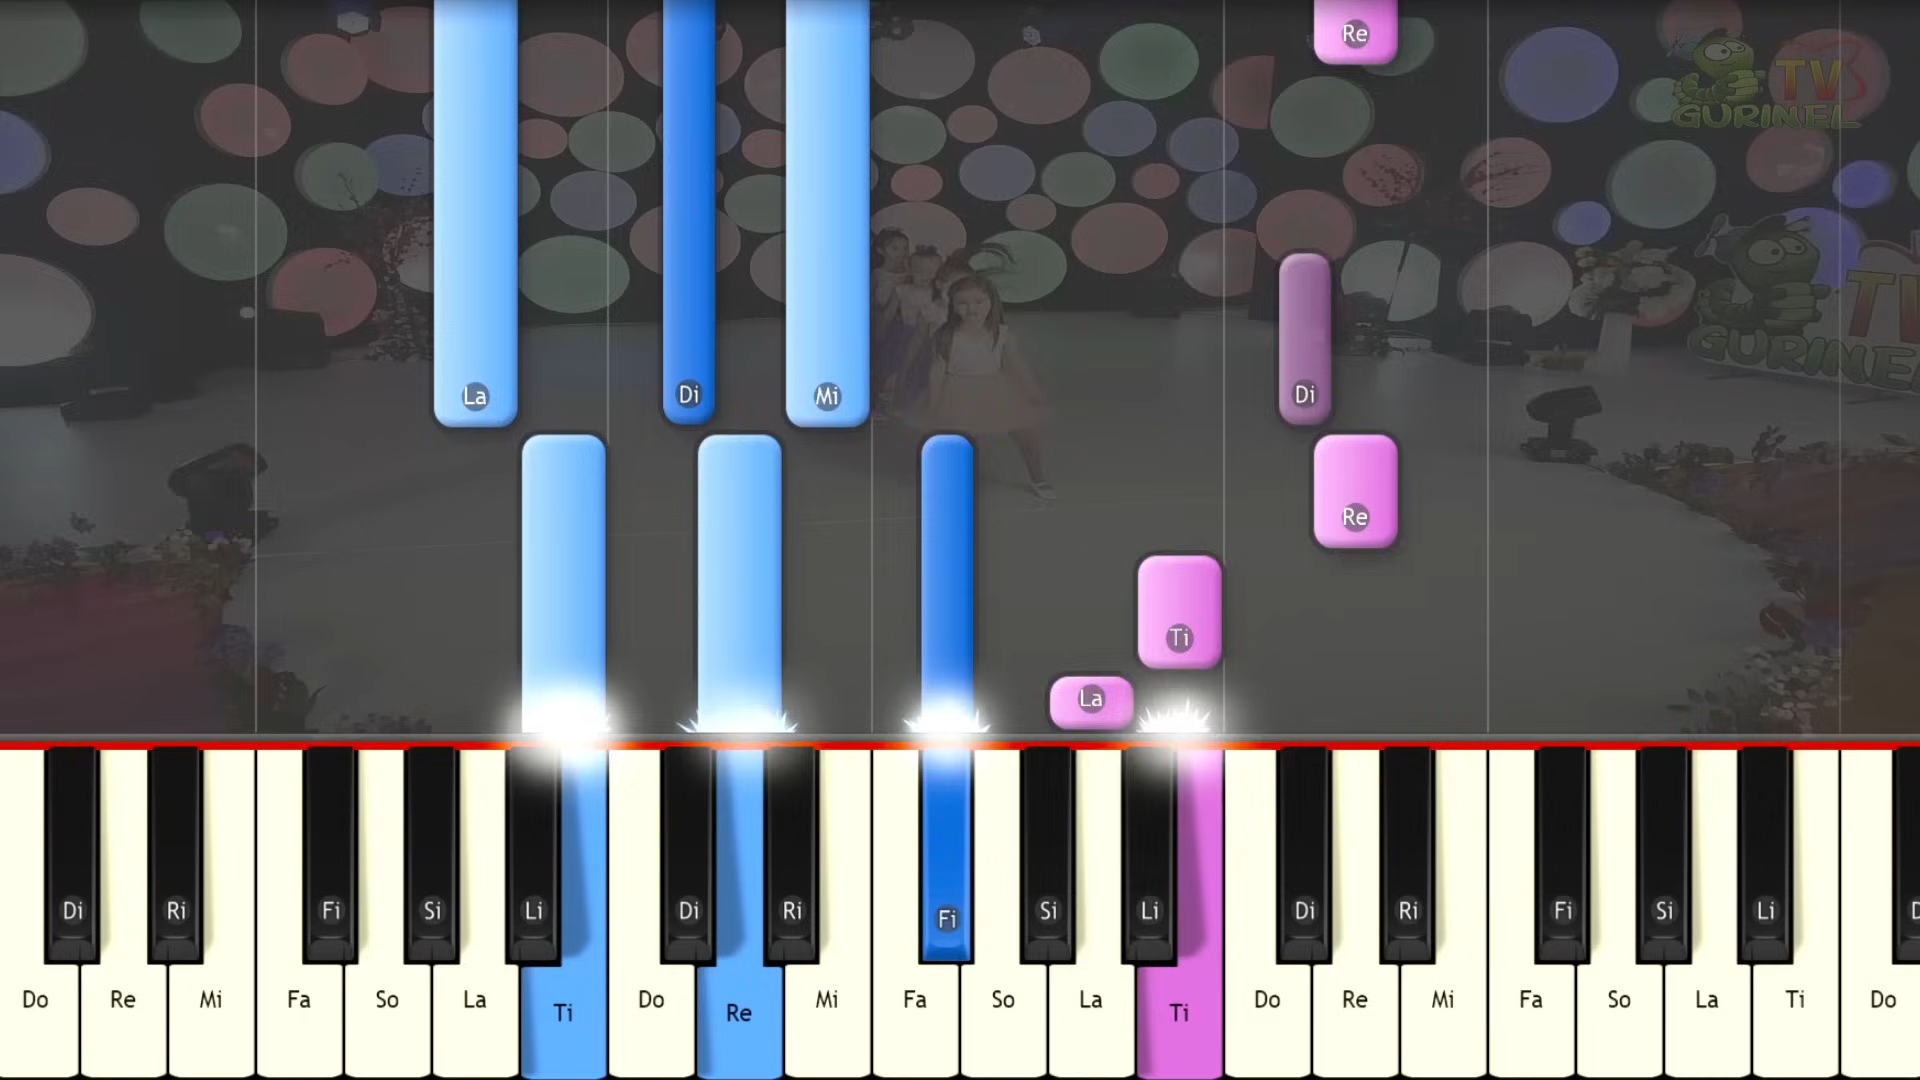 Re
TV
GURINEL
La
Di
Mi
Di
TV
GURINEL
Re
Ti
La
Di Ri Fi Si Li Di Ri Fi Si Li Di Ri Fi Si Li
Do Re Mi Fa So La Ti Do Re Mi Fa So La Ti Do Re Mi Fa So La Ti Do